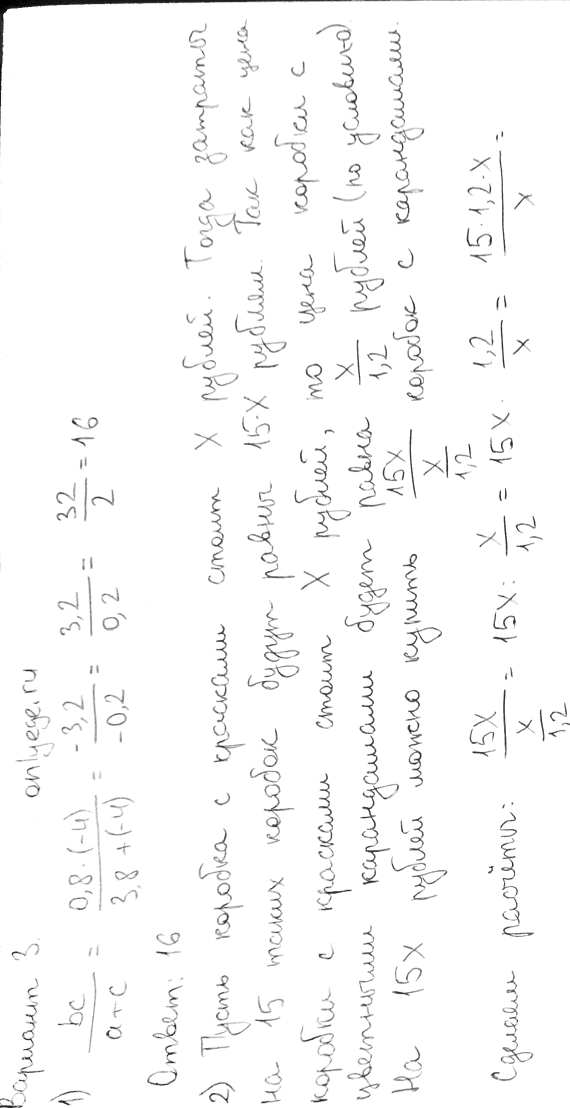 Вариант 3. onlyege.ru
1) bc/(a+c) = 0,8·(-4)/(3,8+(-4)) = -3,2/-0,2 = 3,2/0,2 = 32/2 = 16
Ответ: 16
2) Пусть коробка с красками стоит X рублей. Тогда затраты
на 15 таких коробок будут равны 15·X рублям. Так как цена
коробки с красками стоит X рублей, то цена коробки с
цветными карандашами будет равна x/1,2 рублей (по условию).
На 15X рублей можно купить 15x/(x/1,2) коробок с карандашами.
Сделаем расчёты: 15x/(x/1,2) = 15x : x/1,2 = 15x · 1,2/x = 15·1,2·x/x =